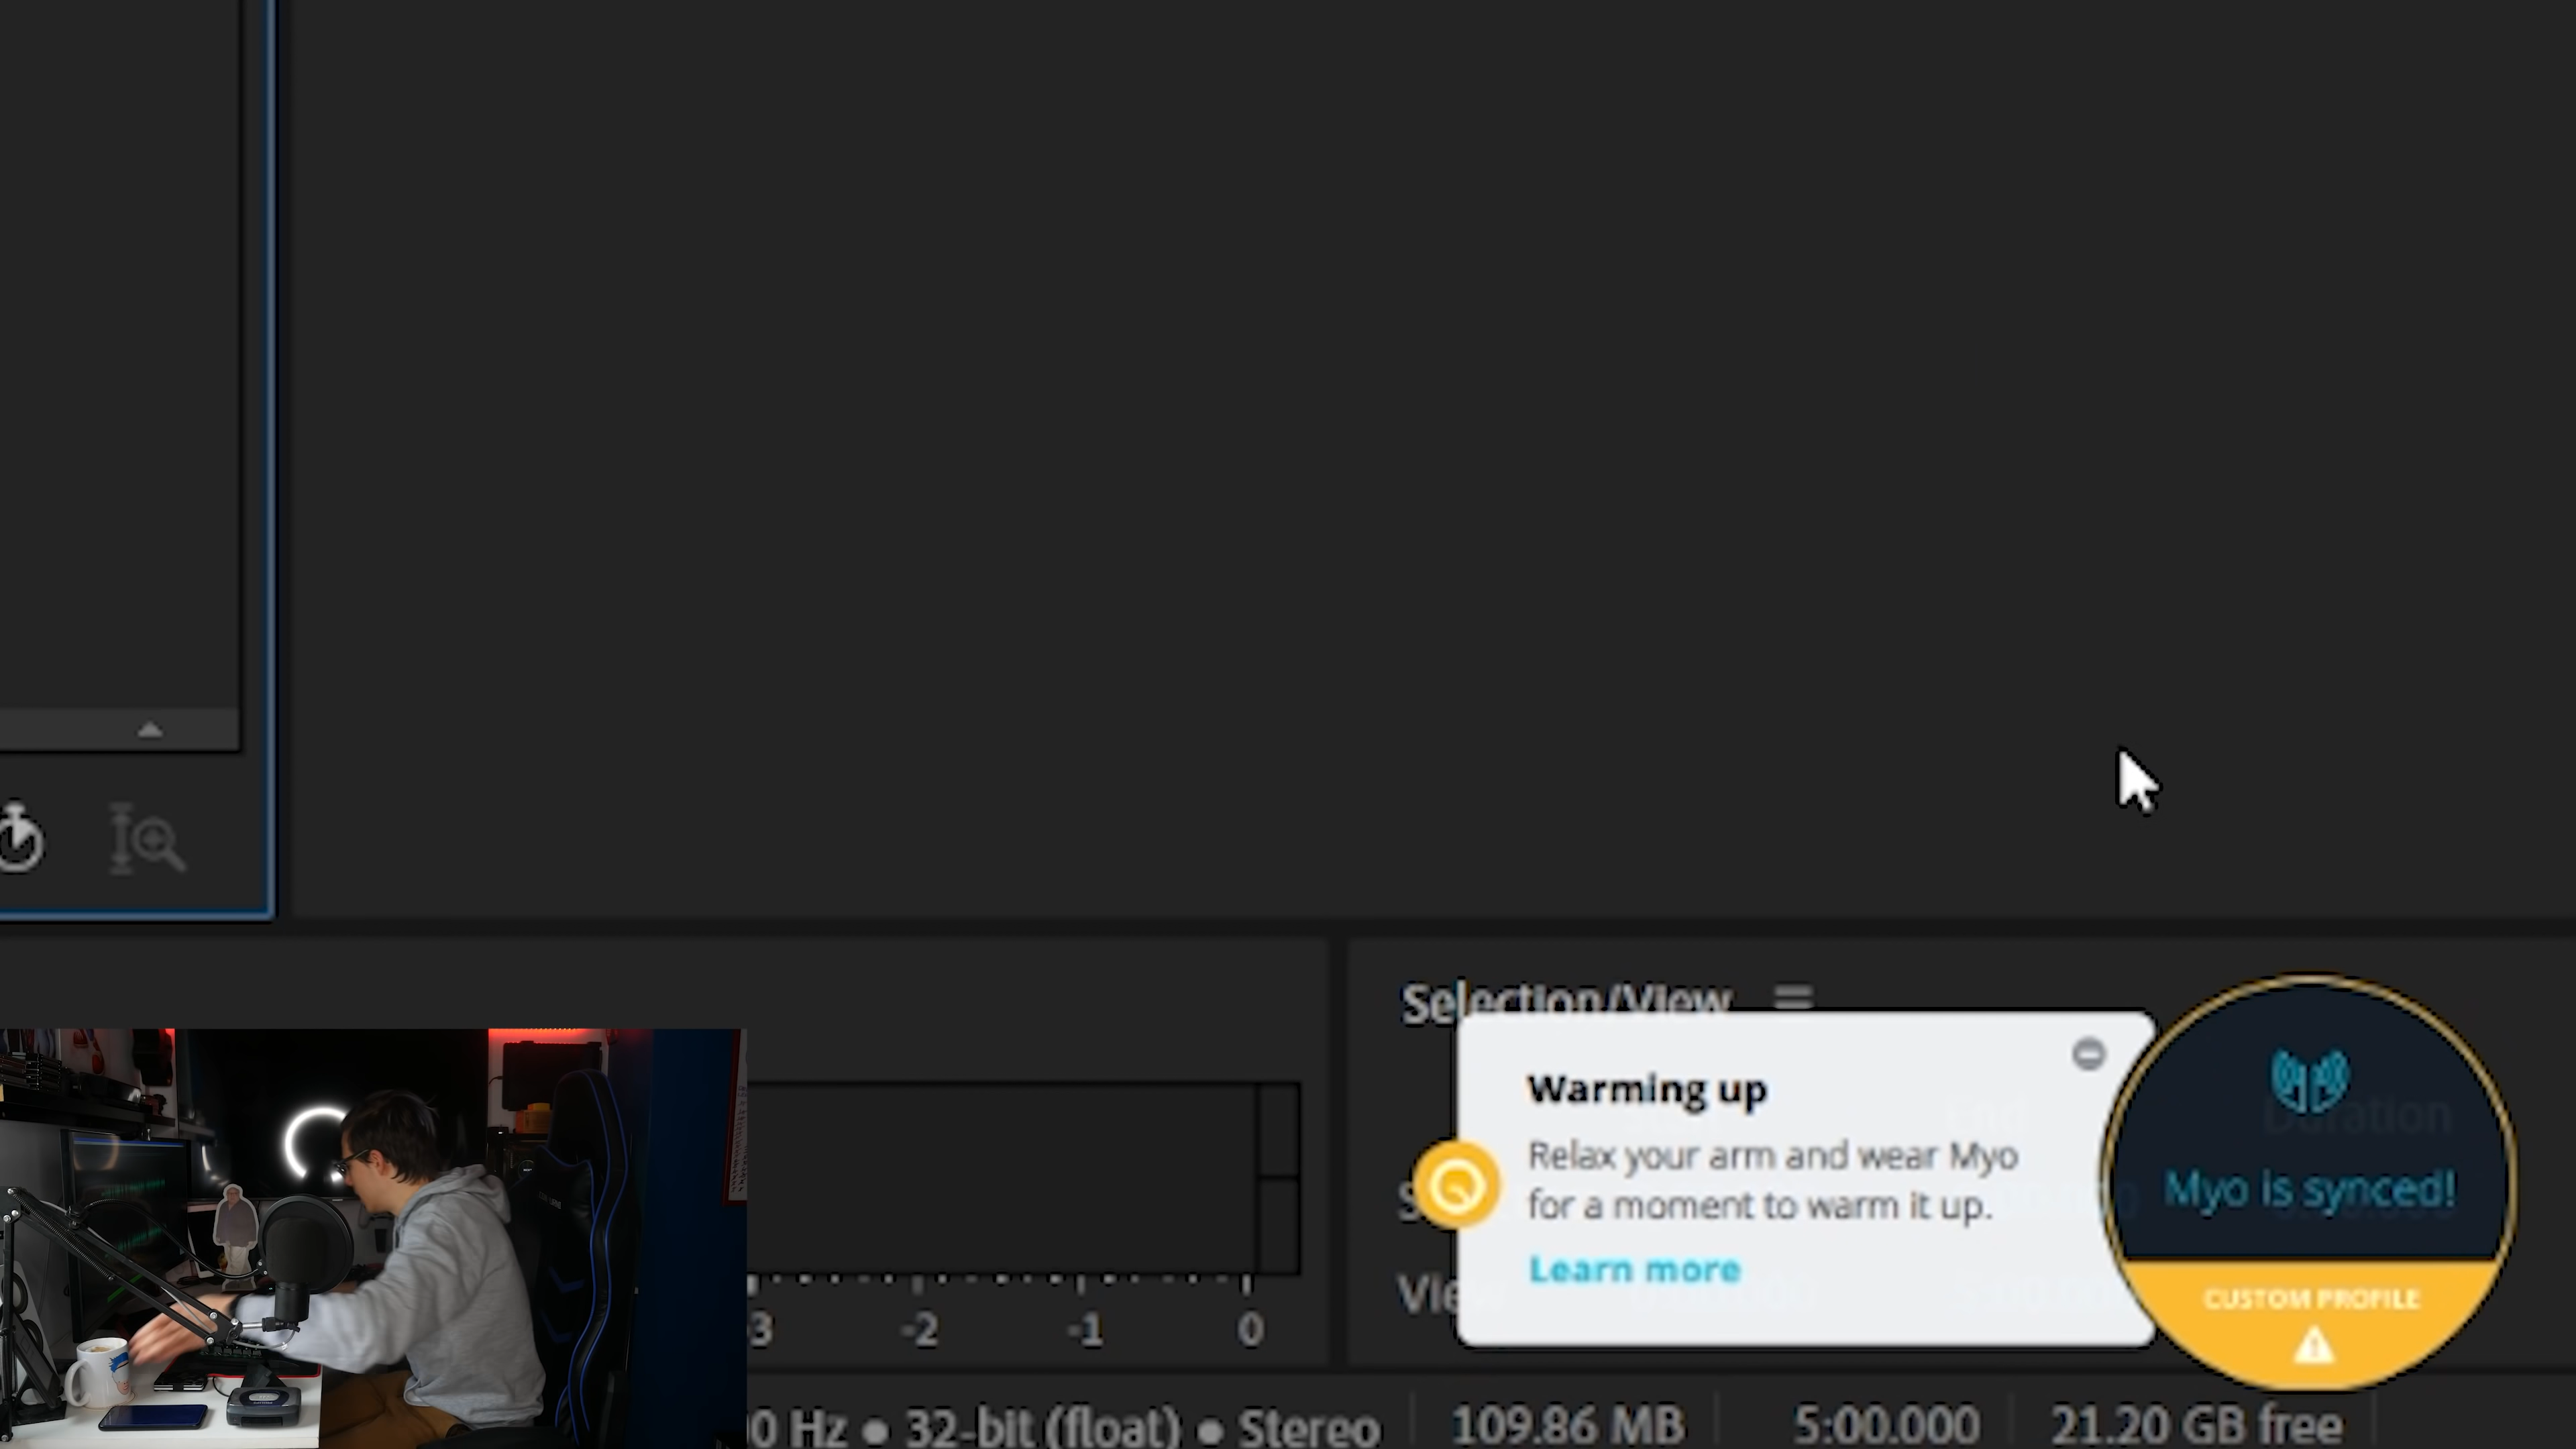 Selection/View
Warming up
Relax your arm and wear Myo
for a moment to warm it up.
Learn more
Duration
Myo is synced!
CUSTOM PROFILE
-2 -1 0
0 Hz ● 32-bit (float) ● Stereo 109.86 MB 5:00.000 21.20 GB free